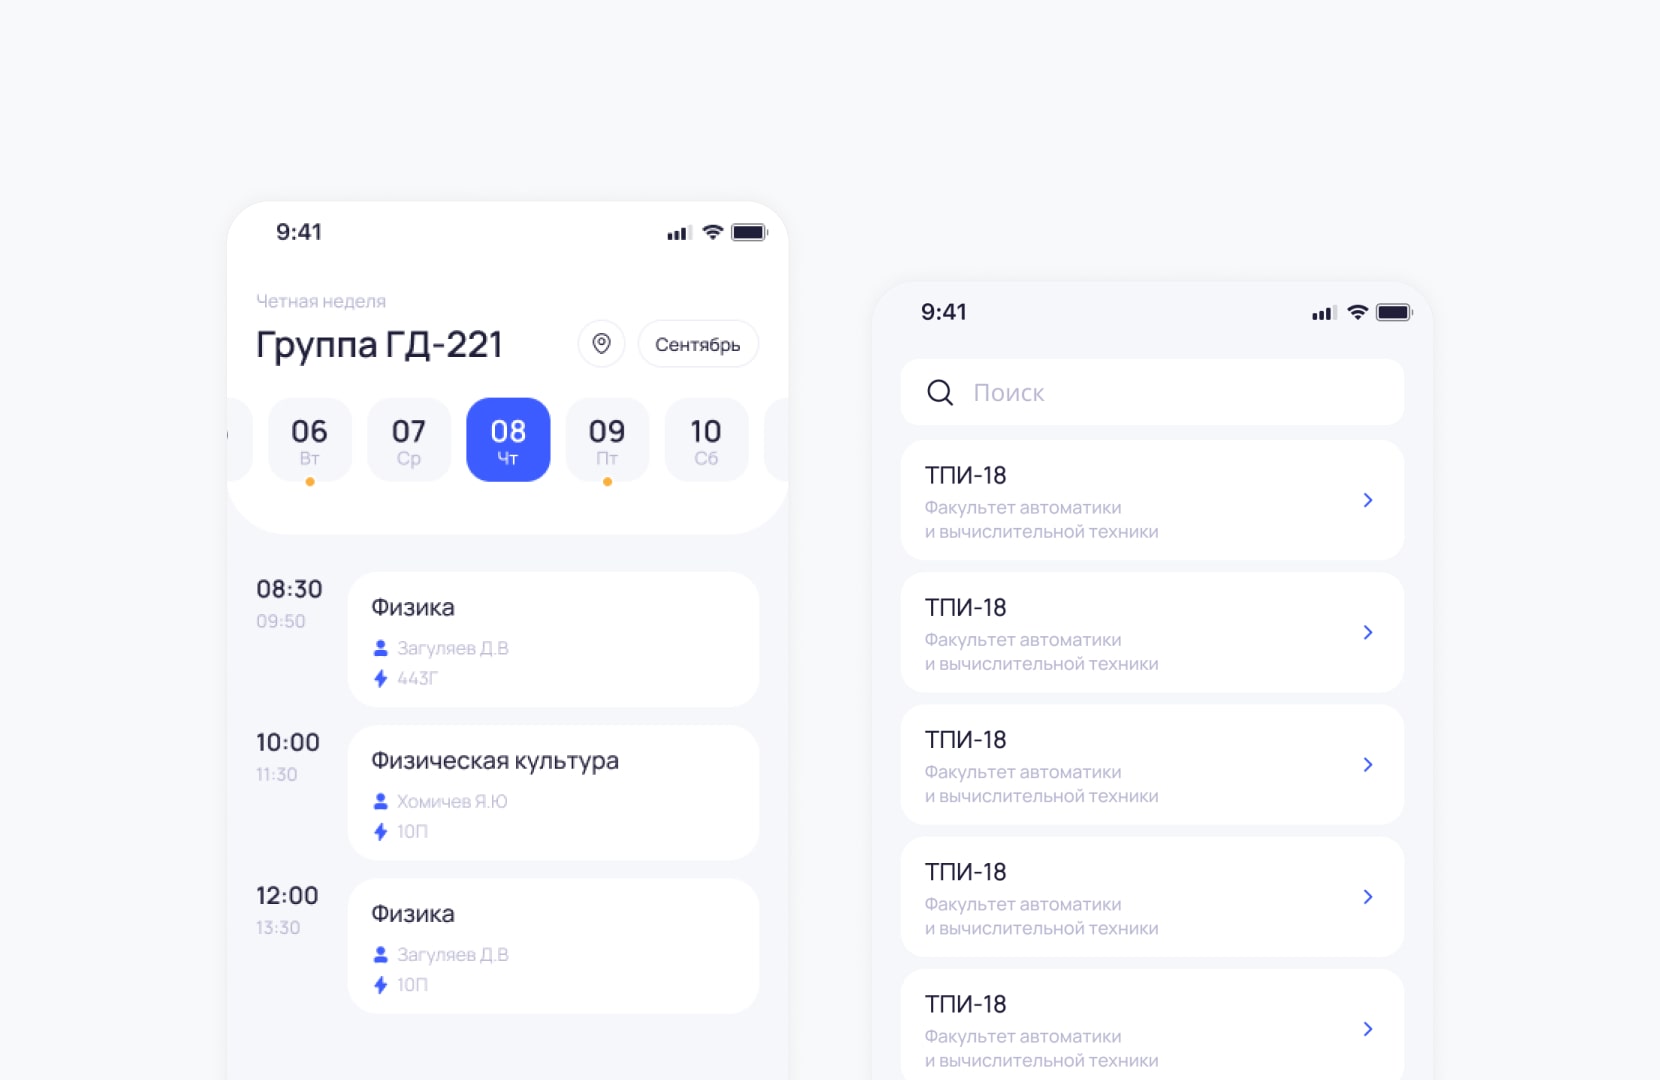 9:41
Четная неделя
Группа ГД-221
Сентябрь
06
Вт
07
Ср
08
Чт
09
Пт
10
Сб
08:30
09:50
Физика
Загуляев Д.В
443Г
10:00
11:30
Физическая культура
Хомичев Я.Ю
10П
12:00
13:30
Физика
Загуляев Д.В
10П
9:41
Поиск
ТПИ-18
Факультет автоматики
и вычислительной техники
ТПИ-18
Факультет автоматики
и вычислительной техники
ТПИ-18
Факультет автоматики
и вычислительной техники
ТПИ-18
Факультет автоматики
и вычислительной техники
ТПИ-18
Факультет автоматики
и вычислительной техники